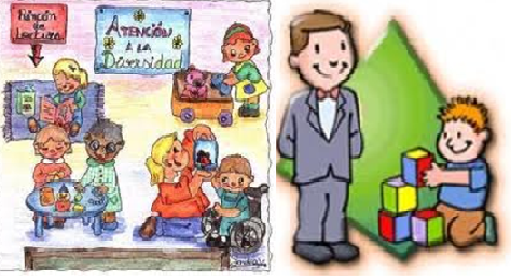 Rincón
de
Lectura
ATENCIÓN
A LA
Diversidad